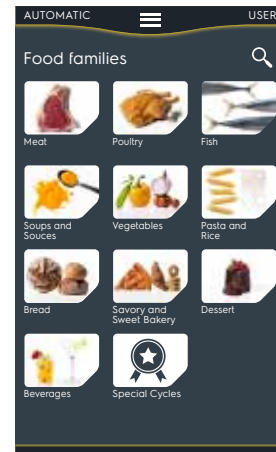 AUTOMATIC USER
Food families
Meat Poultry Fish
Soups and Souces Vegetables Pasta and Rice
Bread Savory and Sweet Bakery Dessert
Beverages Special Cycles